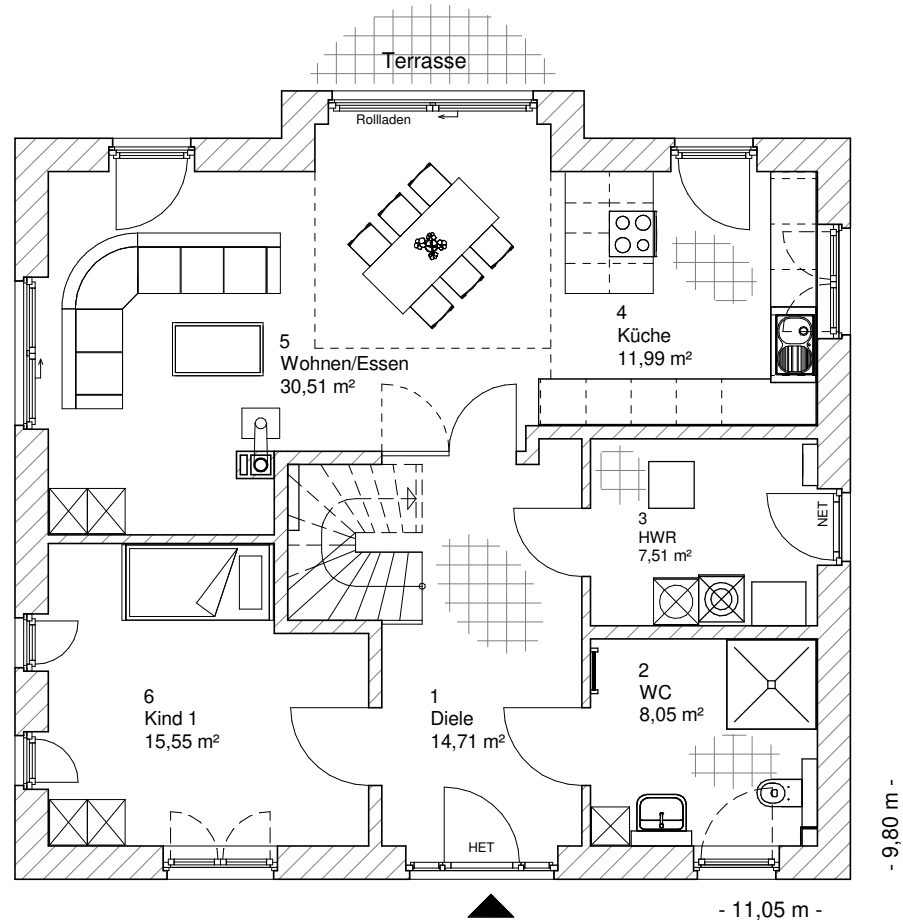 Terrasse
Rollladen
4
Küche
11,99 m²
5
Wohnen/Essen
30,51 m²
3
HWR
7,51 m²
NET
2
WC
8,05 m²
6
Kind 1
15,55 m²
1
Diele
14,71 m²
HET
- 9,80 m -
- 11,05 m -